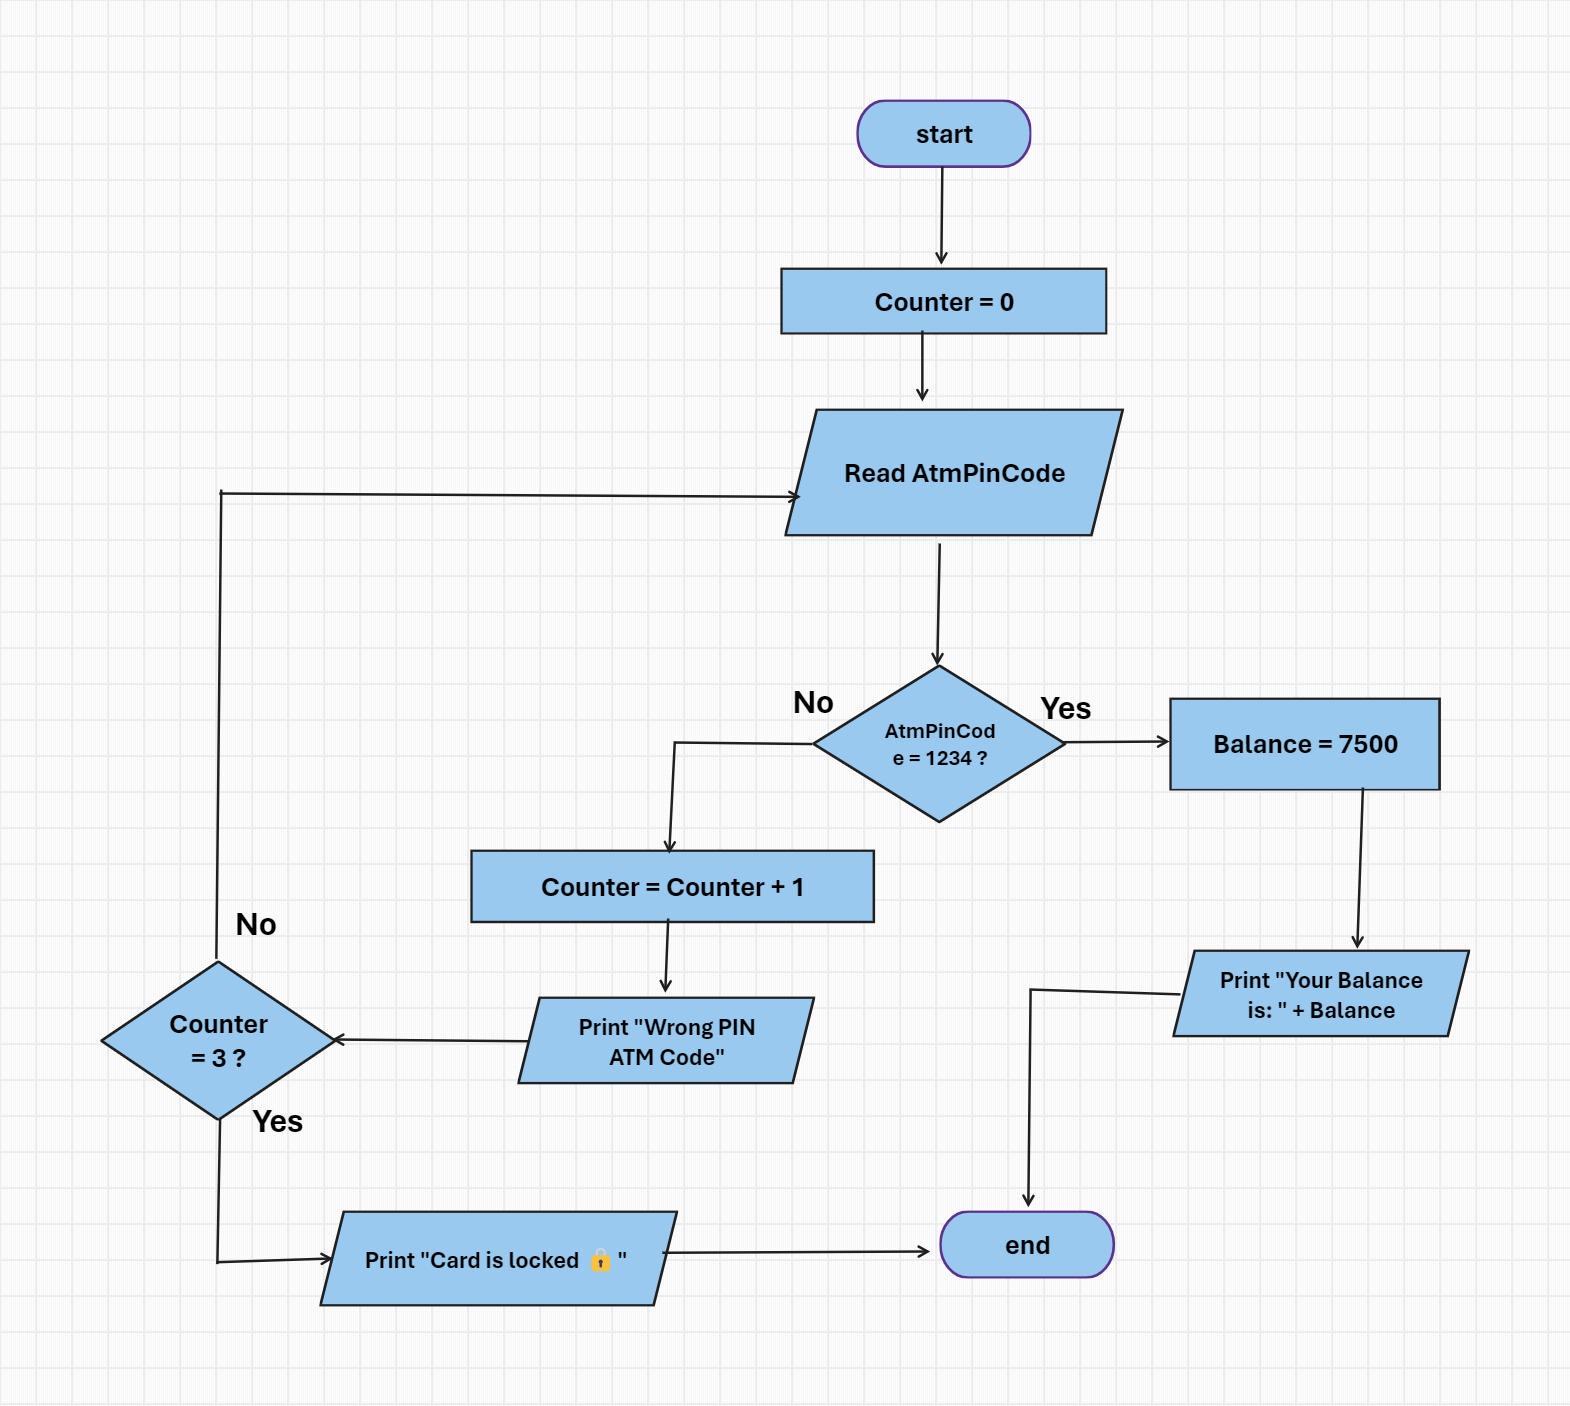 start
Counter = 0
Read AtmPinCode
No
Yes
AtmPinCod
e = 1234 ?
Balance = 7500
Counter = Counter + 1
No
Print "Your Balance
is: " + Balance
Counter
= 3 ?
Print "Wrong PIN
ATM Code"
Yes
Print "Card is locked 🔒 "
end